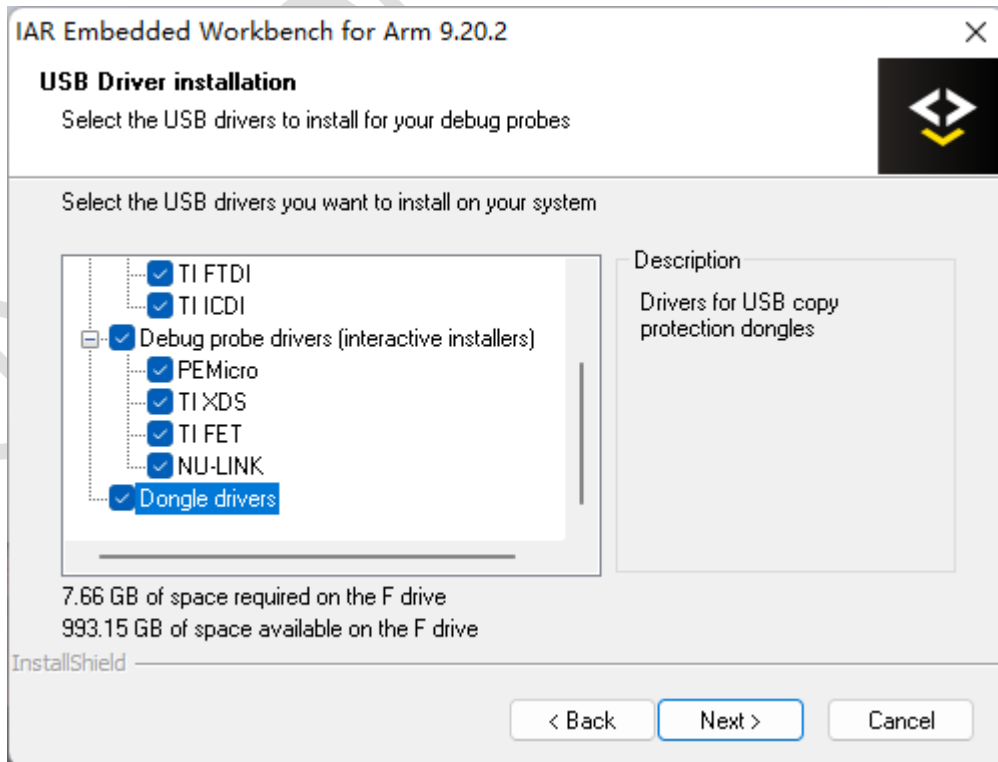 IAR Embedded Workbench for Arm 9.20.2
USB Driver installation
Select the USB drivers to install for your debug probes
Select the USB drivers you want to install on your system
TI FTDI
TI ICDI
Debug probe drivers (interactive installers)
PEMicro
TI XDS
TI FET
NU-LINK
Dongle drivers
Description
Drivers for USB copy
protection dongles
7.66 GB of space required on the F drive
993.15 GB of space available on the F drive
InstallShield
< Back
Next >
Cancel